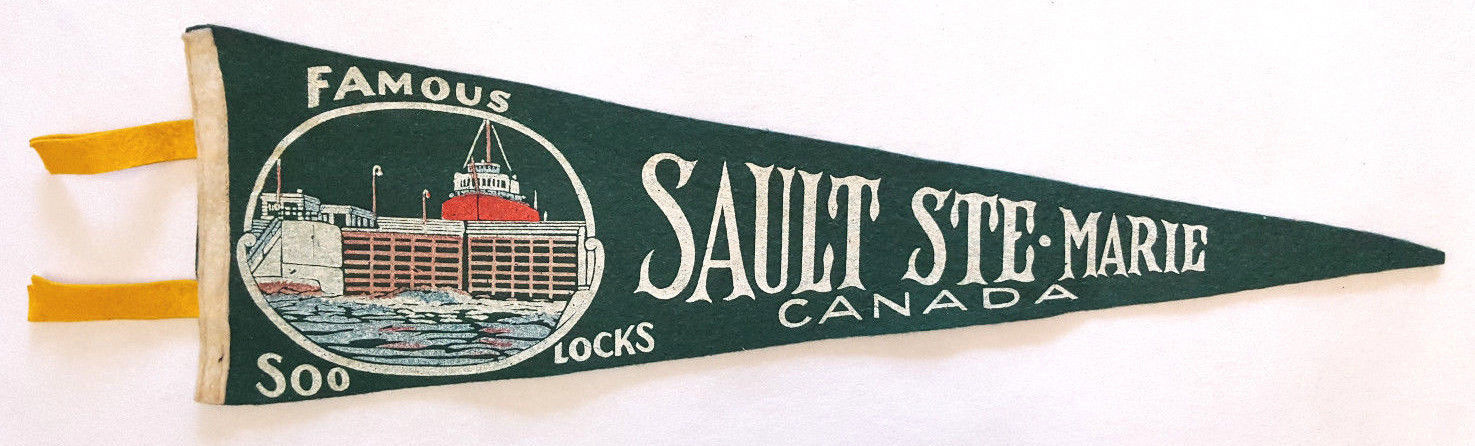 FAMOUS
SOO LOCKS
SAULT STE·MARIE
CANADA